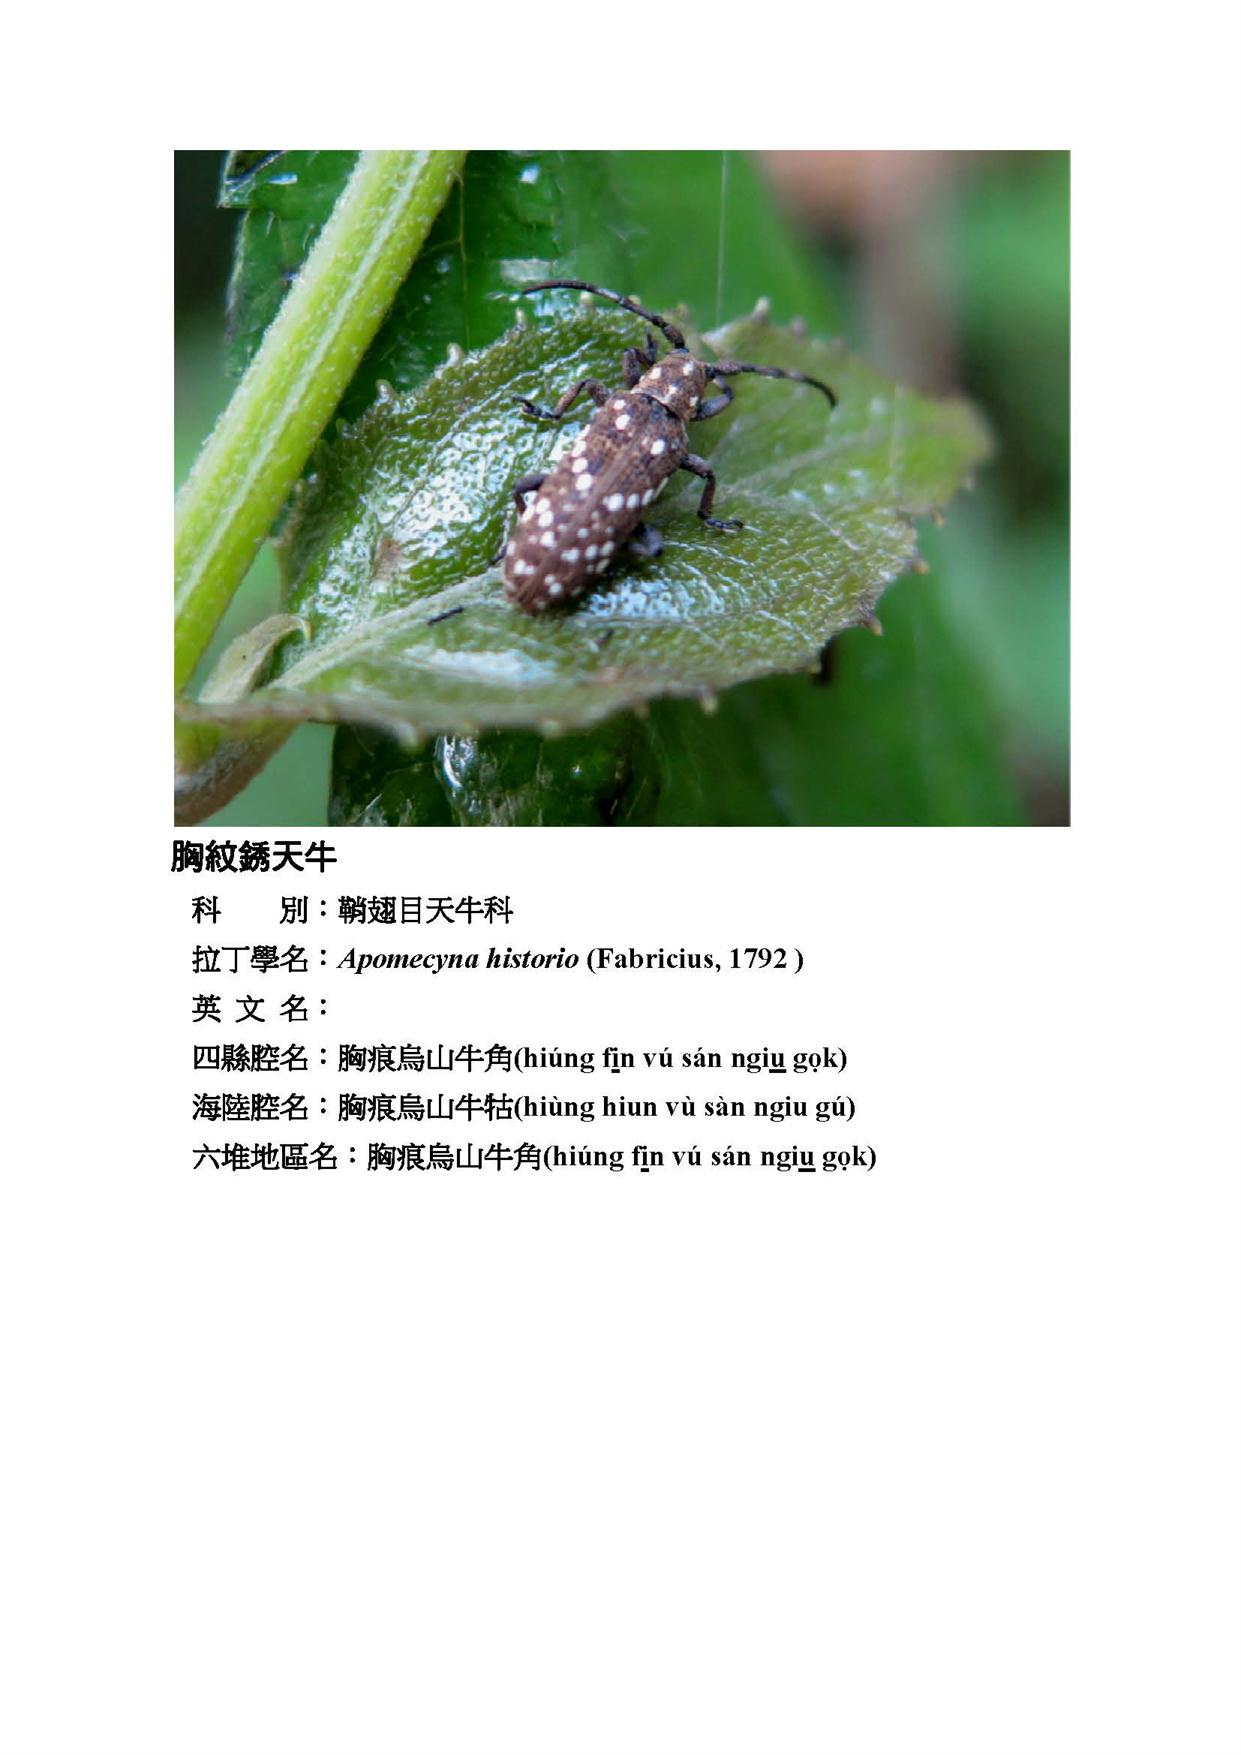 胸紋銹天牛
科　　別：鞘翅目天牛科
拉丁學名：Apomecyna historio (Fabricius, 1792 )
英 文 名：
四縣腔名：胸痕烏山牛角(hiúng fi̲n vú sán ngiu̲ gọk)
海陸腔名：胸痕烏山牛牯(hiùng hiun vù sàn ngiu gú)
六堆地區名：胸痕烏山牛角(hiúng fi̲n vú sán ngiu̲ gọk)